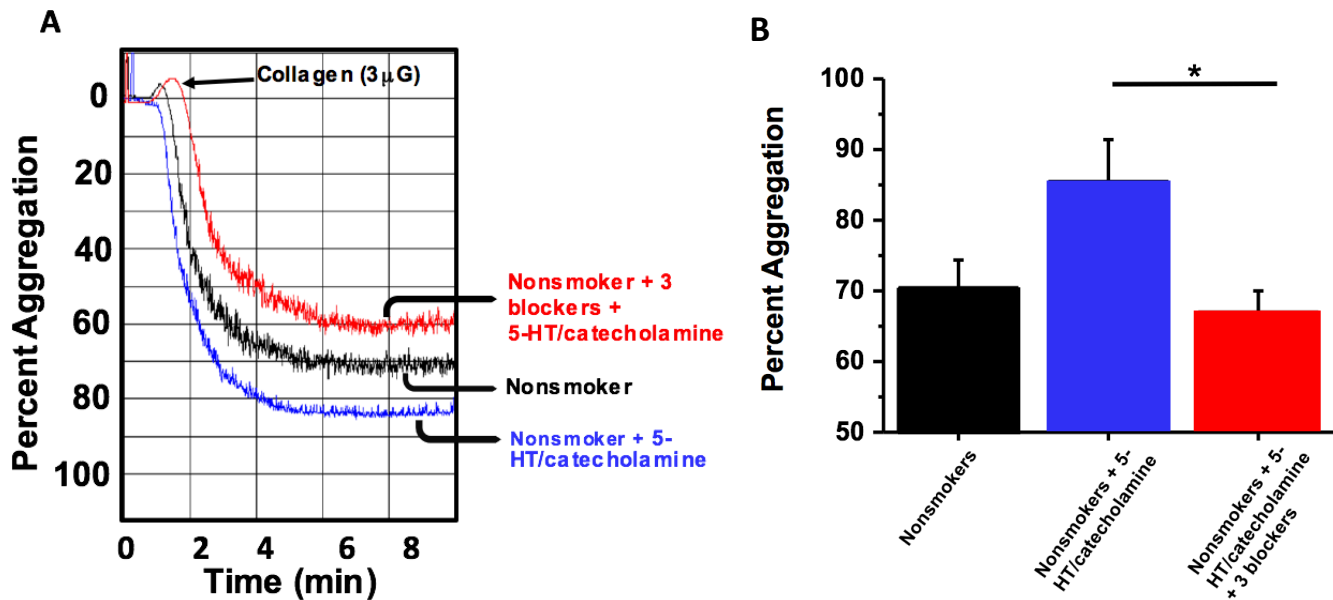 A
Percent Aggregation
0
20
40
60
80
100
Collagen (3μG)
Nonsmoker + 3
blockers +
5-HT/catecholamine
Nonsmoker
Nonsmoker + 5-
HT/catecholamine
0 2 4 6 8
Time (min)
B
Percent Aggregation
100
90
80
70
60
50
*
Nonsmokers
Nonsmokers + 5-
HT/catecholamine
Nonsmokers + 5-
HT/catecholamine
+ 3 blockers